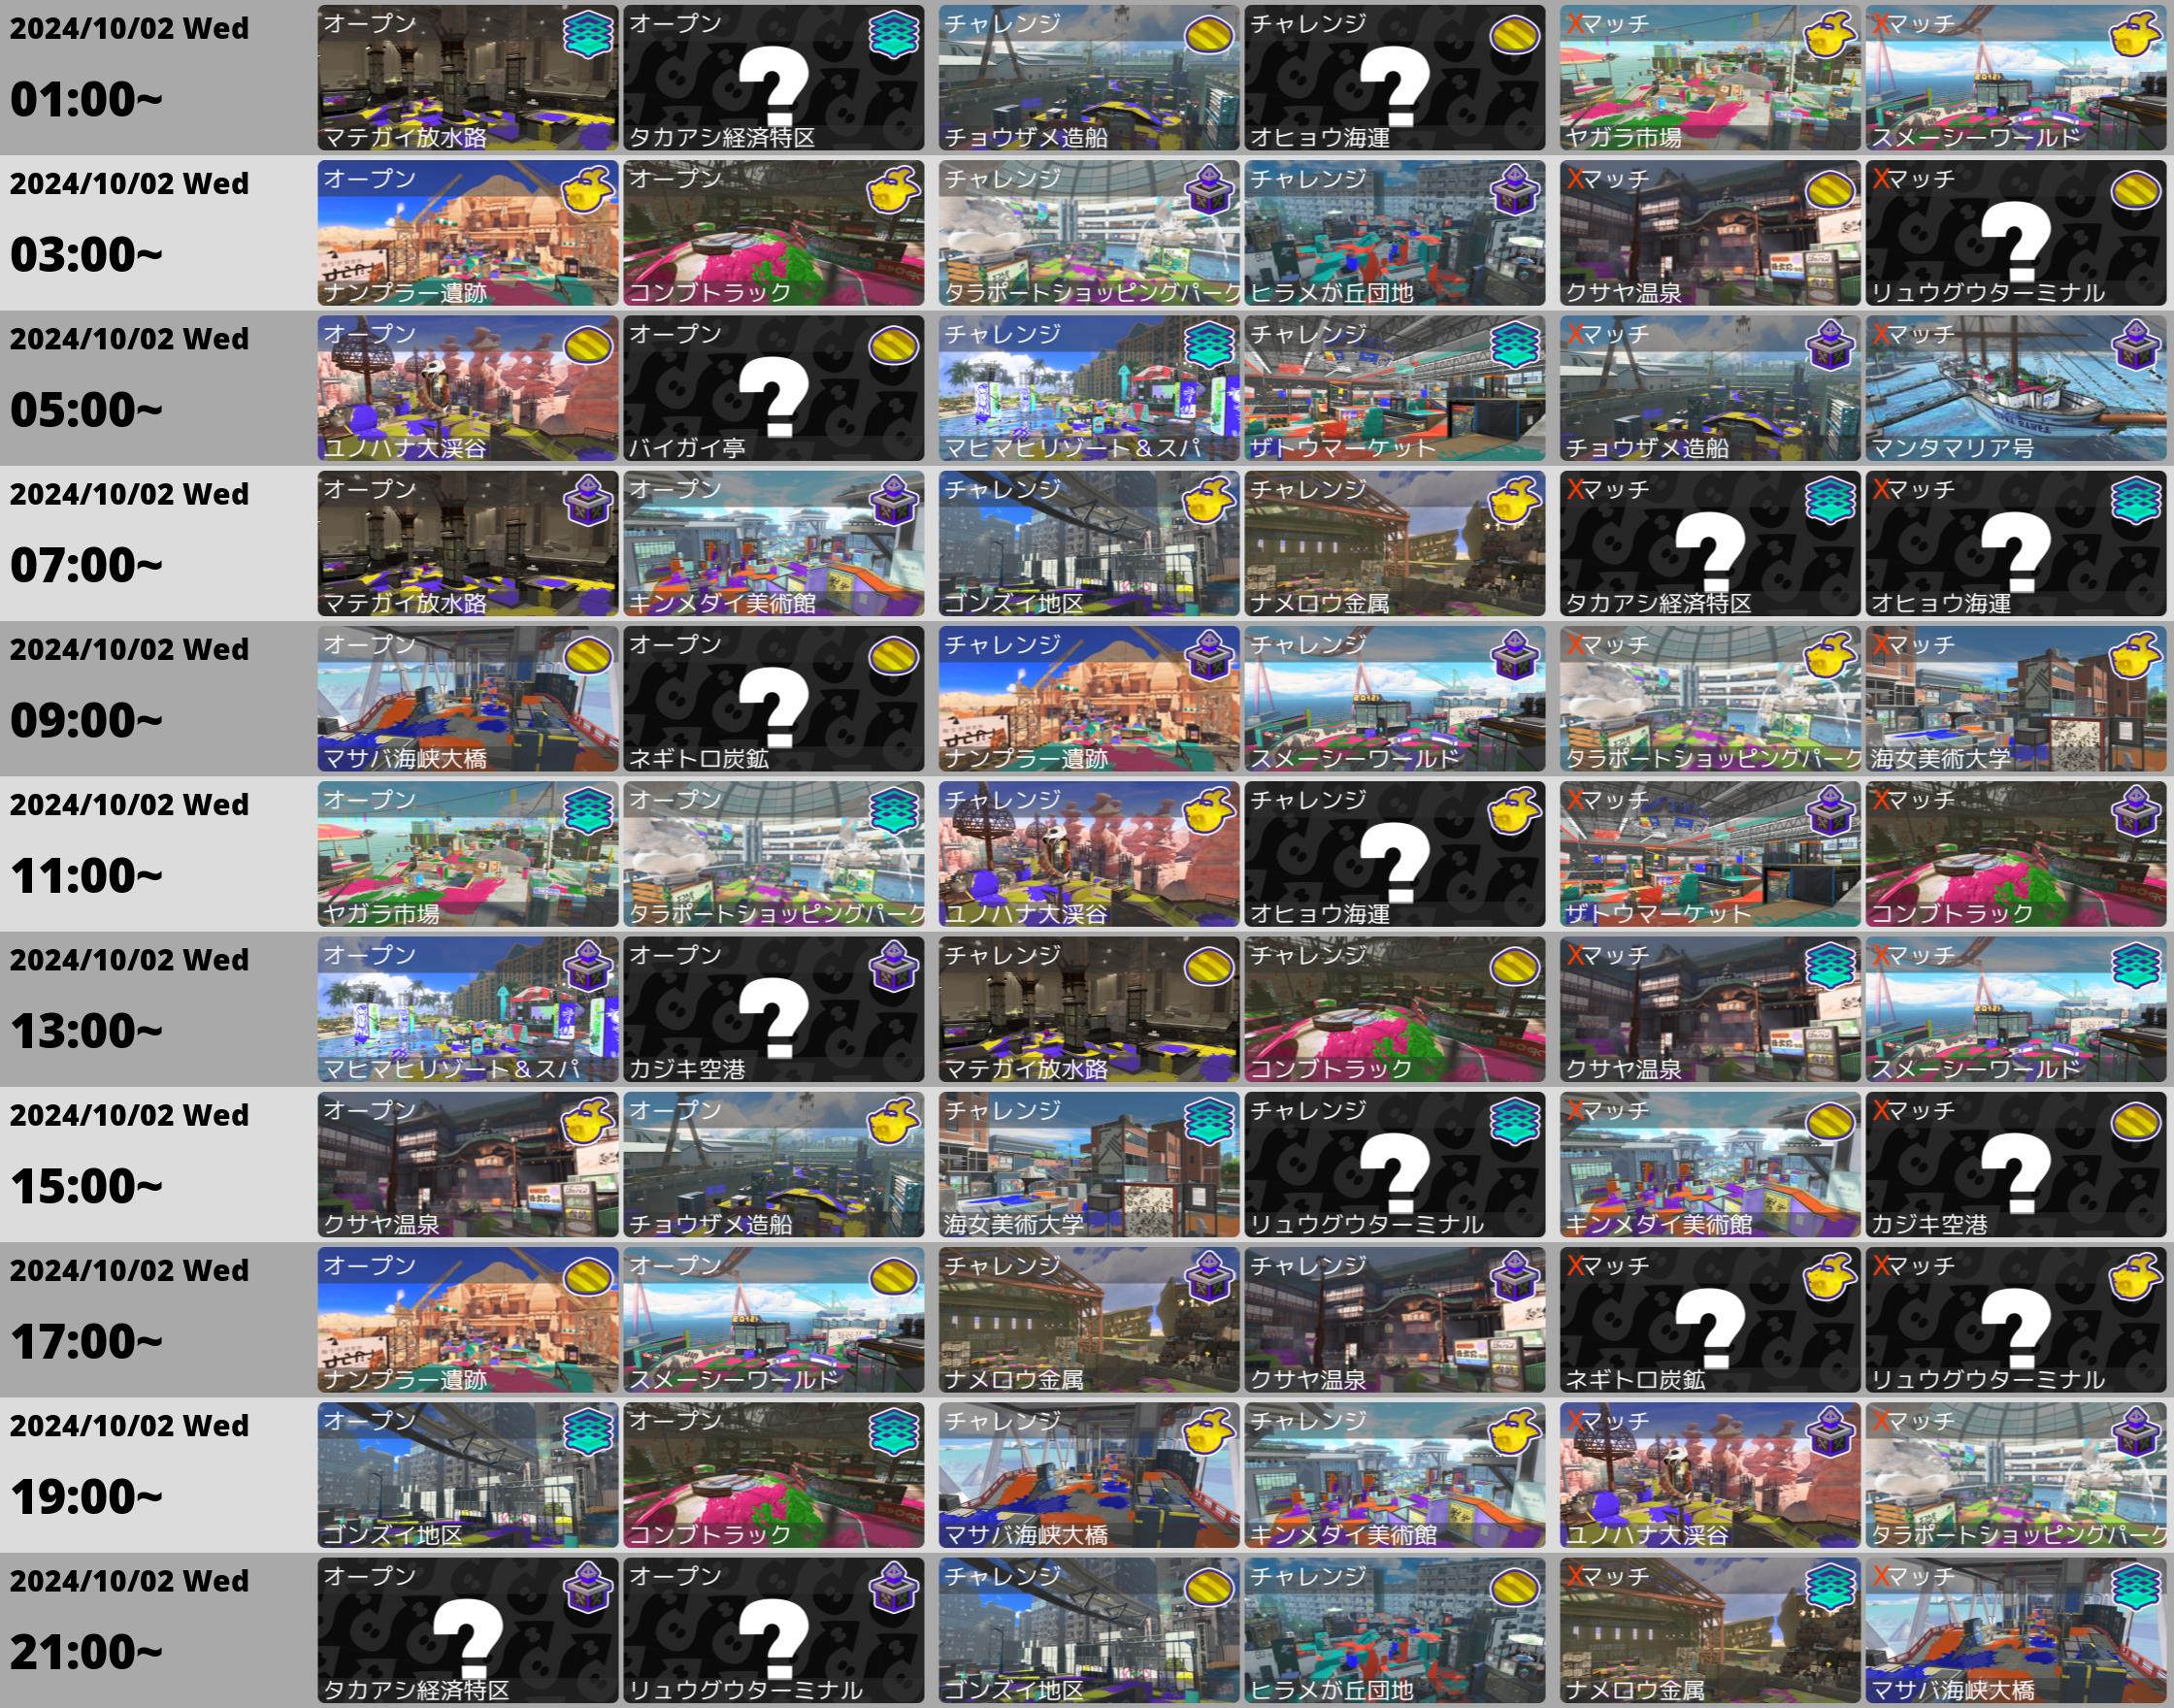 2024/10/02 Wed
01:00~
オープン オープン チャレンジ チャレンジ Xマッチ Xマッチ
マテガイ放水路 タカアシ経済特区 チョウザメ造船 オヒョウ海運 ヤガラ市場 スメーシーワールド
2024/10/02 Wed
03:00~
オープン オープン チャレンジ チャレンジ Xマッチ Xマッチ
ナンプラー遺跡 コンブトラック タラポートショッピングパーク ヒラメが丘団地 クサヤ温泉 リュウグウターミナル
2024/10/02 Wed
05:00~
オープン オープン チャレンジ チャレンジ Xマッチ Xマッチ
ユノハナ大渓谷 バイガイ亭 マヒマヒリゾート＆スパ ザトウマーケット チョウザメ造船 マンタマリア号
2024/10/02 Wed
07:00~
オープン オープン チャレンジ チャレンジ Xマッチ Xマッチ
マテガイ放水路 キンメダイ美術館 ゴンズイ地区 ナメロウ金属 タカアシ経済特区 オヒョウ海運
2024/10/02 Wed
09:00~
オープン オープン チャレンジ チャレンジ Xマッチ Xマッチ
マサバ海峡大橋 ネギトロ炭鉱 ナンプラー遺跡 スメーシーワールド タラポートショッピングパーク 海女美術大学
2024/10/02 Wed
11:00~
オープン オープン チャレンジ チャレンジ Xマッチ Xマッチ
ヤガラ市場 タラポートショッピングパーク ユノハナ大渓谷 オヒョウ海運 ザトウマーケット コンブトラック
2024/10/02 Wed
13:00~
オープン オープン チャレンジ チャレンジ Xマッチ Xマッチ
マヒマヒリゾート＆スパ カジキ空港 マテガイ放水路 コンブトラック クサヤ温泉 スメーシーワールド
2024/10/02 Wed
15:00~
オープン オープン チャレンジ チャレンジ Xマッチ Xマッチ
クサヤ温泉 チョウザメ造船 海女美術大学 リュウグウターミナル キンメダイ美術館 カジキ空港
2024/10/02 Wed
17:00~
オープン オープン チャレンジ チャレンジ Xマッチ Xマッチ
ナンプラー遺跡 スメーシーワールド ナメロウ金属 クサヤ温泉 ネギトロ炭鉱 リュウグウターミナル
2024/10/02 Wed
19:00~
オープン オープン チャレンジ チャレンジ Xマッチ Xマッチ
ゴンズイ地区 コンブトラック マサバ海峡大橋 キンメダイ美術館 ユノハナ大渓谷 タラポートショッピングパーク
2024/10/02 Wed
21:00~
オープン オープン チャレンジ チャレンジ Xマッチ Xマッチ
タカアシ経済特区 リュウグウターミナル ゴンズイ地区 ヒラメが丘団地 ナメロウ金属 マサバ海峡大橋